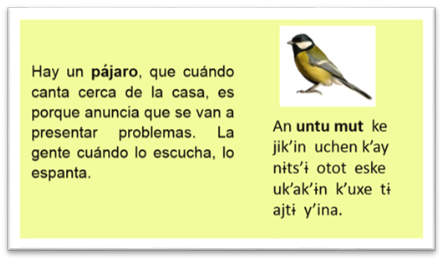 Hay un pájaro, que cuándo
canta cerca de la casa, es
porque anuncia que se van a
presentar problemas. La
gente cuándo lo escucha, lo
espanta.
An untu mut ke
jik’in uchen k’ay
nɨts’ɨ otot eske
uk’ak’ɨn k’uxe tɨ
ajtɨ y’ina.